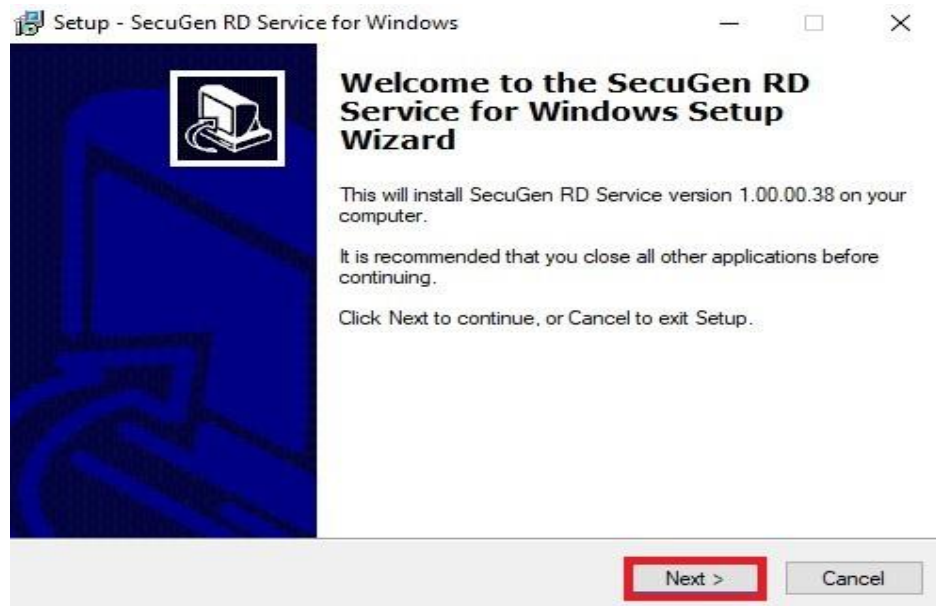 Setup - SecuGen RD Service for Windows
Welcome to the SecuGen RD
Service for Windows Setup
Wizard
This will install SecuGen RD Service version 1.00.00.38 on your
computer.
It is recommended that you close all other applications before
continuing.
Click Next to continue, or Cancel to exit Setup.
Next >
Cancel